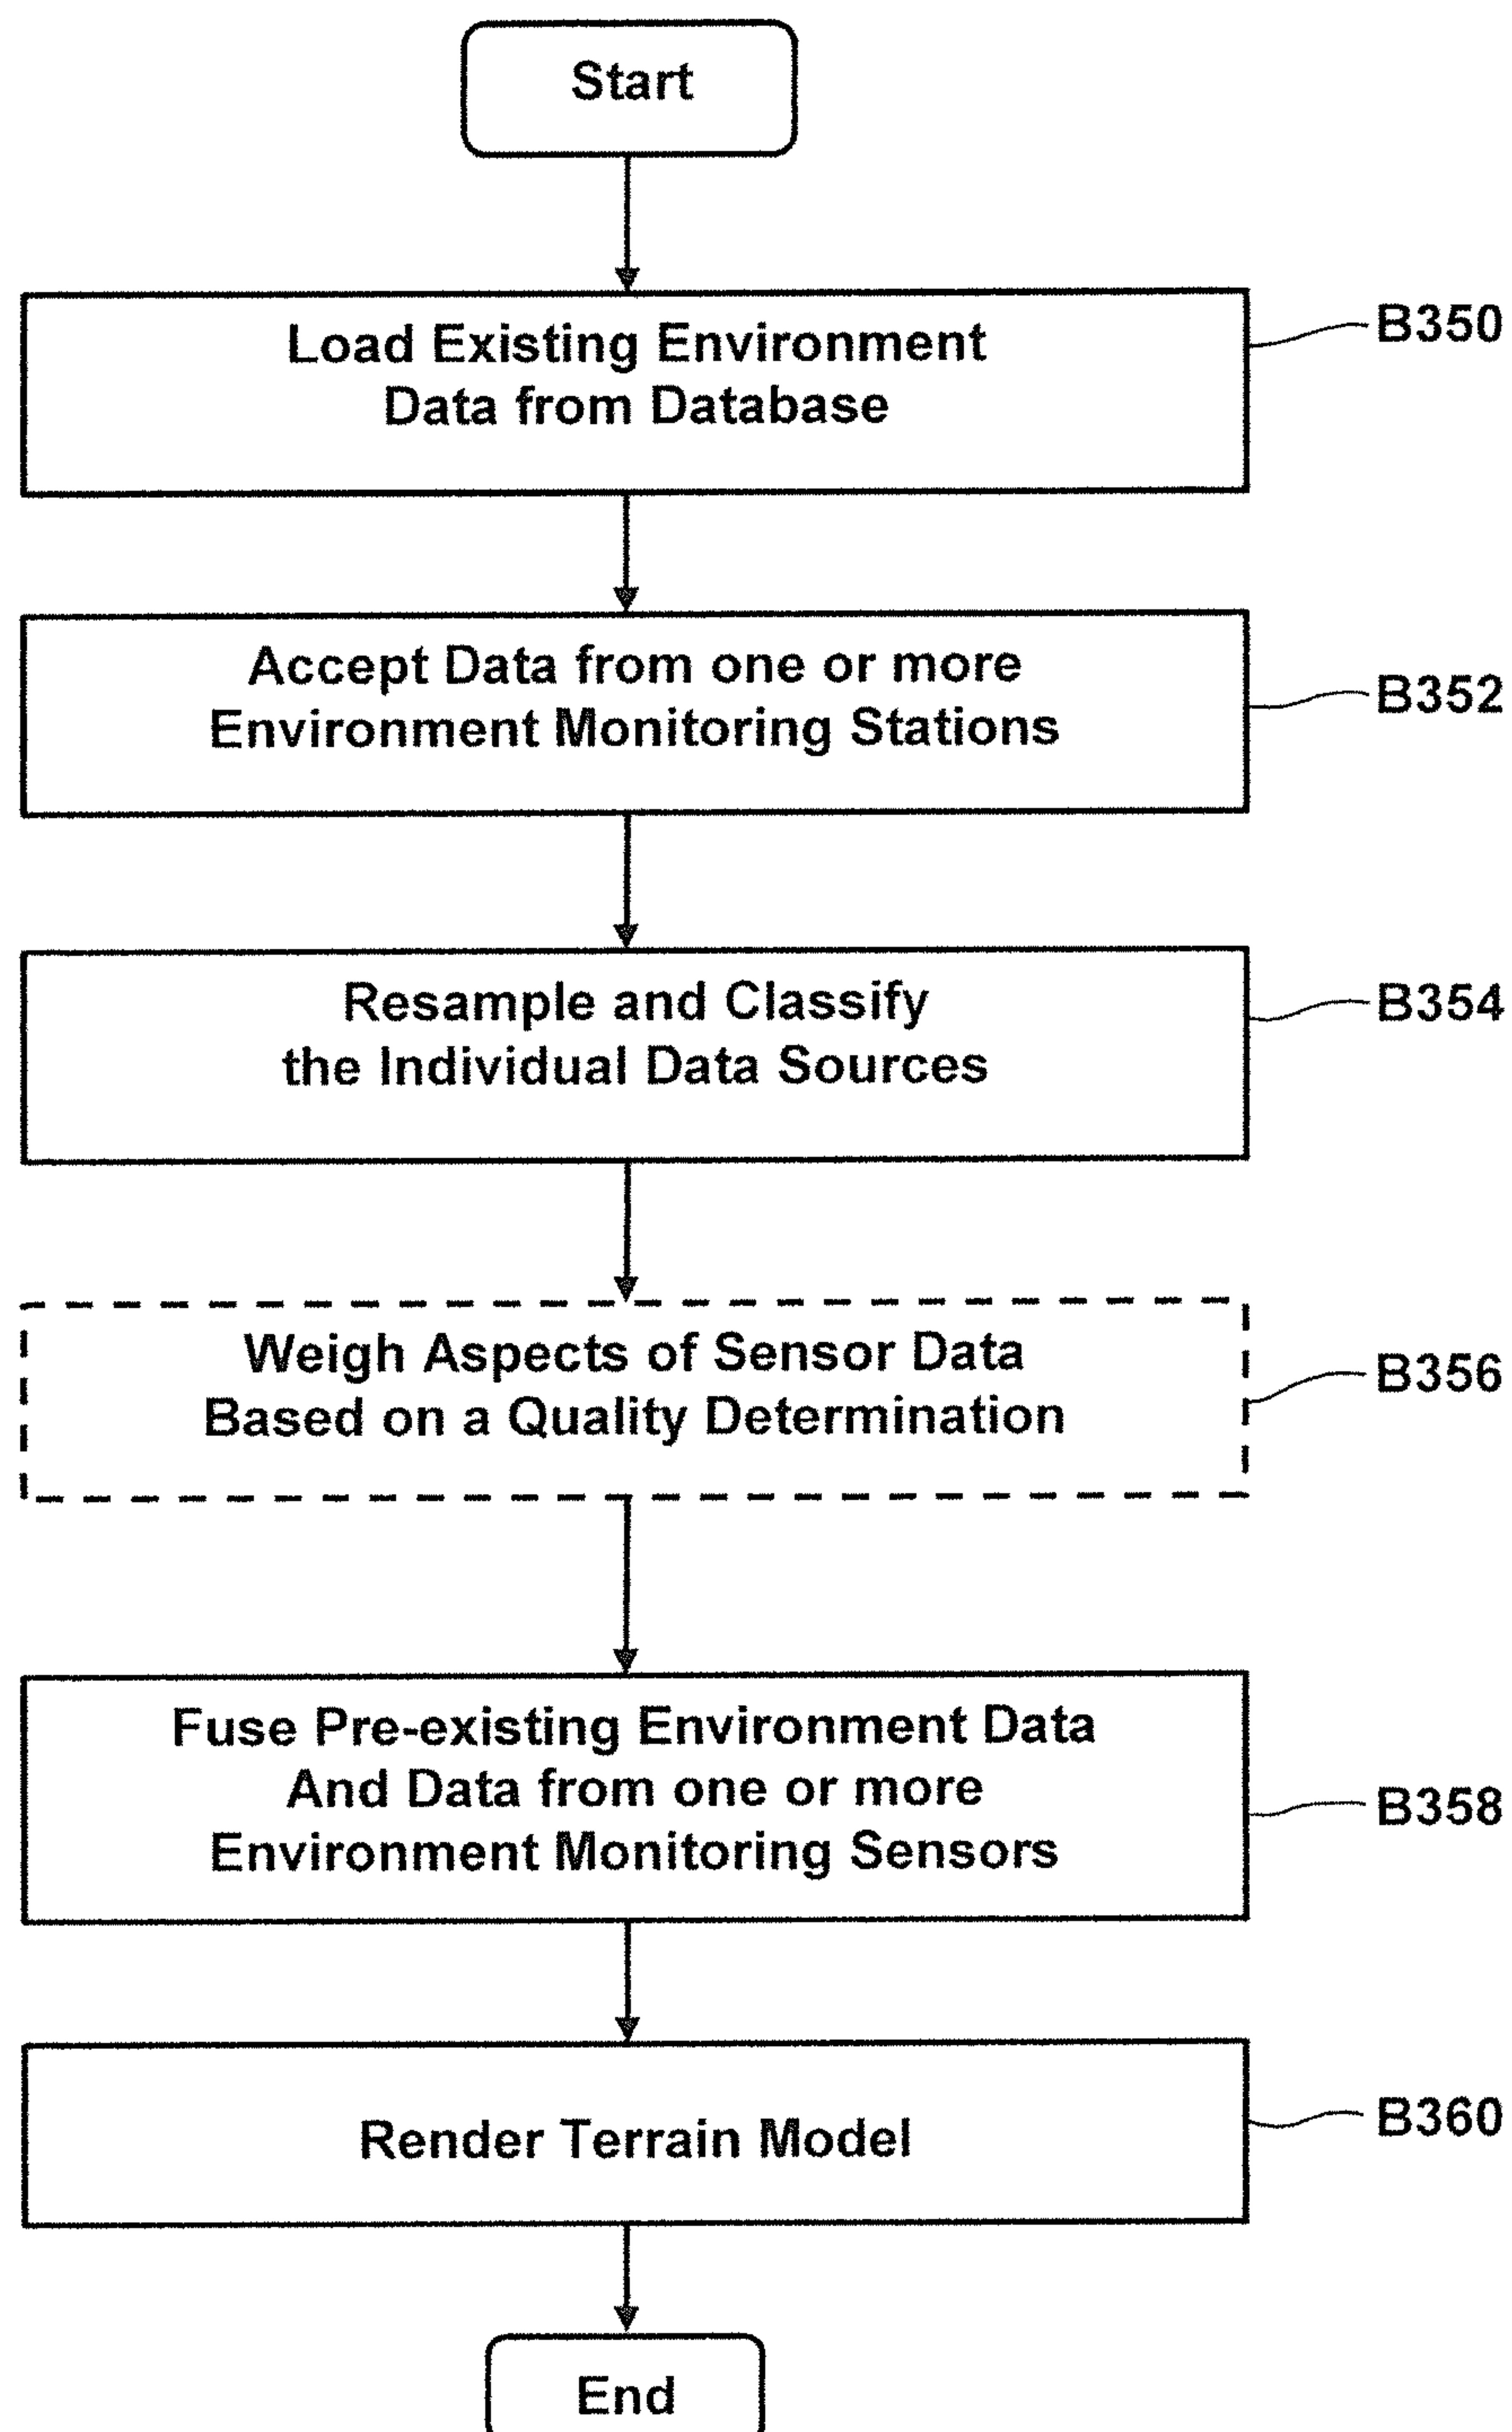 Start
Load Existing Environment
Data from Database
B350
Accept Data from one or more
Environment Monitoring Stations
B352
Resample and Classify
the Individual Data Sources
B354
Weigh Aspects of Sensor Data
Based on a Quality Determination
B356
Fuse Pre-existing Environment Data
And Data from one or more
Environment Monitoring Sensors
B358
Render Terrain Model
B360
End